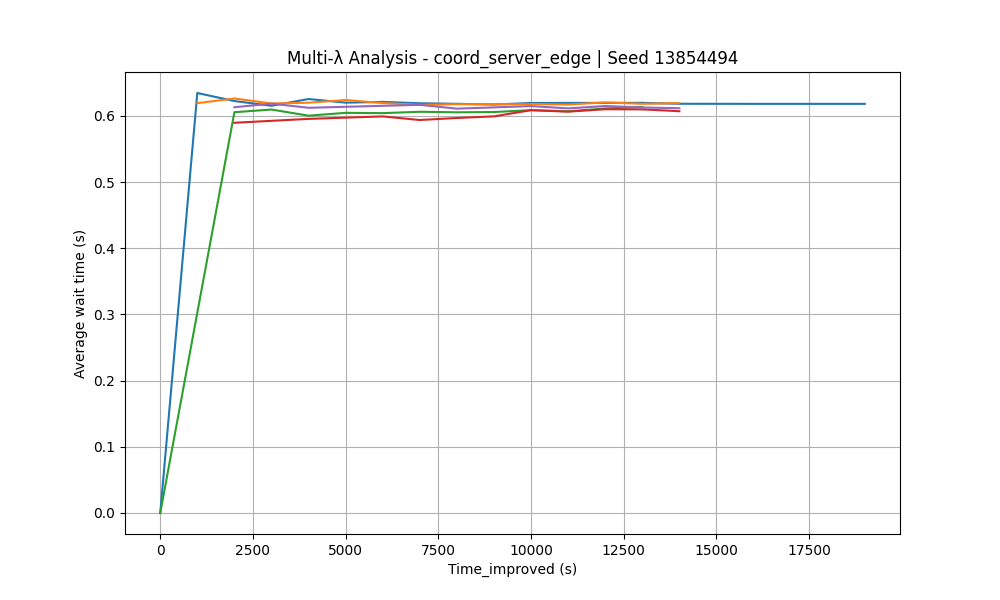 Multi-λ Analysis - coord_server_edge | Seed 13854494
0.6
0.5
0.4
0.3
0.2
0.1
0.0
Average wait time (s)
0 2500 5000 7500 10000 12500 15000 17500
Time_improved (s)